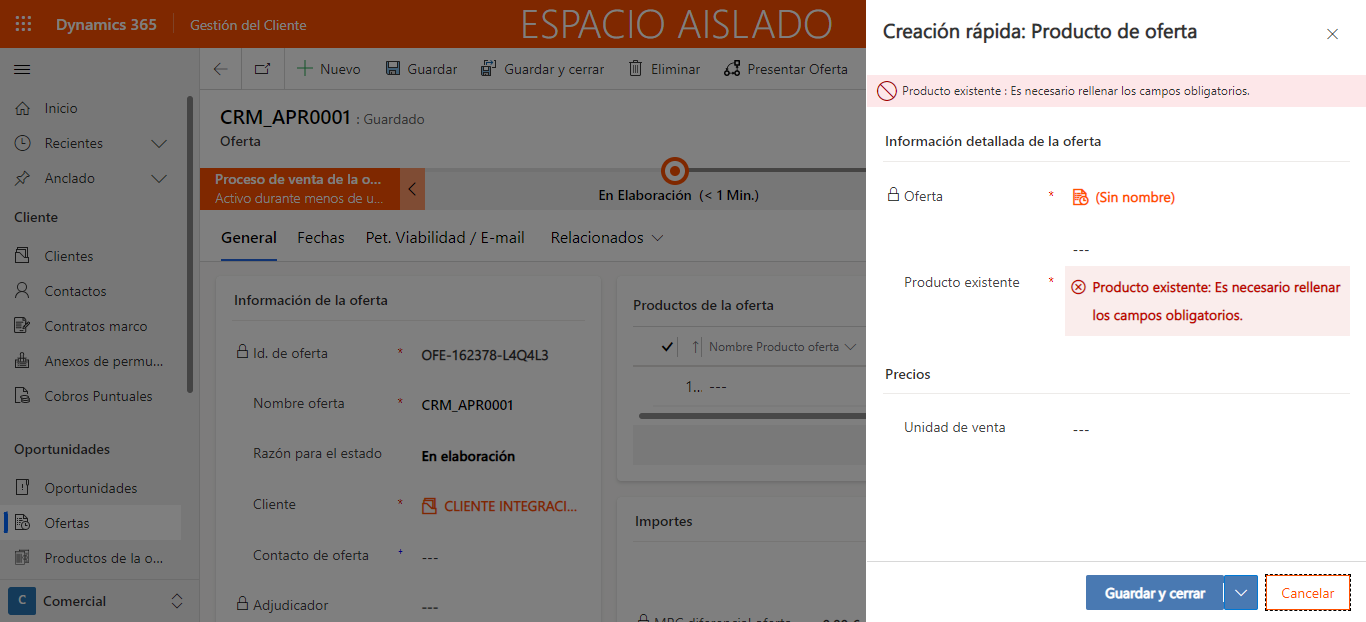 Dynamics 365
Gestión del Cliente
ESPACIO AISLADO
Nuevo
Guardar
Guardar y cerrar
Eliminar
Presentar Oferta
Inicio
Recientes
Anclado
Cliente
Clientes
Contactos
Contratos marco
Anexos de permu...
Cobros Puntuales
Oportunidades
Oportunidades
Ofertas
Productos de la o...
C Comercial
CRM_APR0001 : Guardado
Oferta
Proceso de venta de la o...
Activo durante menos de u...
En Elaboración (< 1 Min.)
General
Fechas
Pet. Viabilidad / E-mail
Relacionados
Información de la oferta
Id. de oferta * OFE-162378-L4Q4L3
Nombre oferta * CRM_APR0001
Razón para el estado En elaboración
Cliente * CLIENTE INTEGRACI...
Contacto de oferta + ---
Adjudicador ---
Productos de la oferta
Nombre Producto oferta
1... ---
Importes
Creación rápida: Producto de oferta
Producto existente : Es necesario rellenar los campos obligatorios.
Información detallada de la oferta
Oferta * (Sin nombre)
---
Producto existente *
Producto existente: Es necesario rellenar
los campos obligatorios.
Precios
Unidad de venta ---
Guardar y cerrar
Cancelar